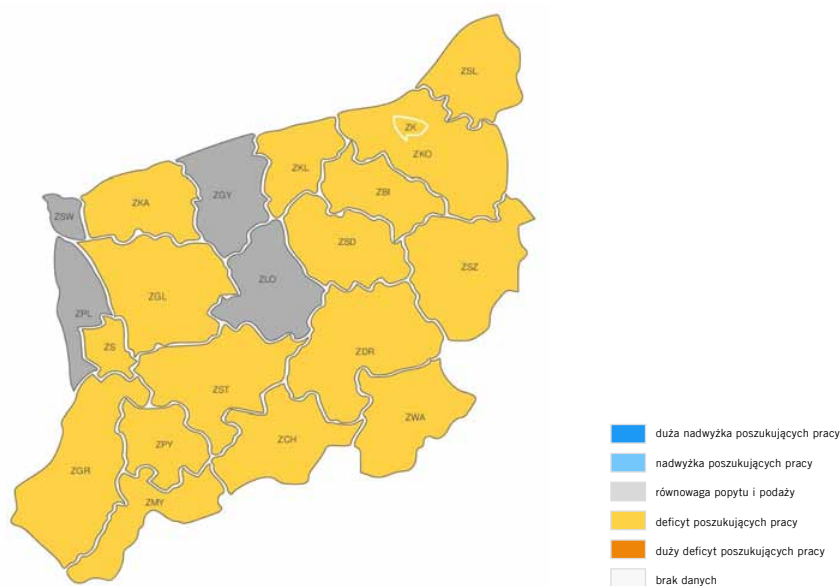 ZSL
ZK
ZKO
ZKL
ZGY
ZBI
ZKA
ZSW
ZSD
ZSZ
ZLO
ZGL
ZPL
ZS
ZDR
ZST
ZWA
ZPY
ZCH
ZGR
ZMY
duża nadwyżka poszukujących pracy
nadwyżka poszukujących pracy
równowaga popytu i podaży
deficyt poszukujących pracy
duży deficyt poszukujących pracy
brak danych